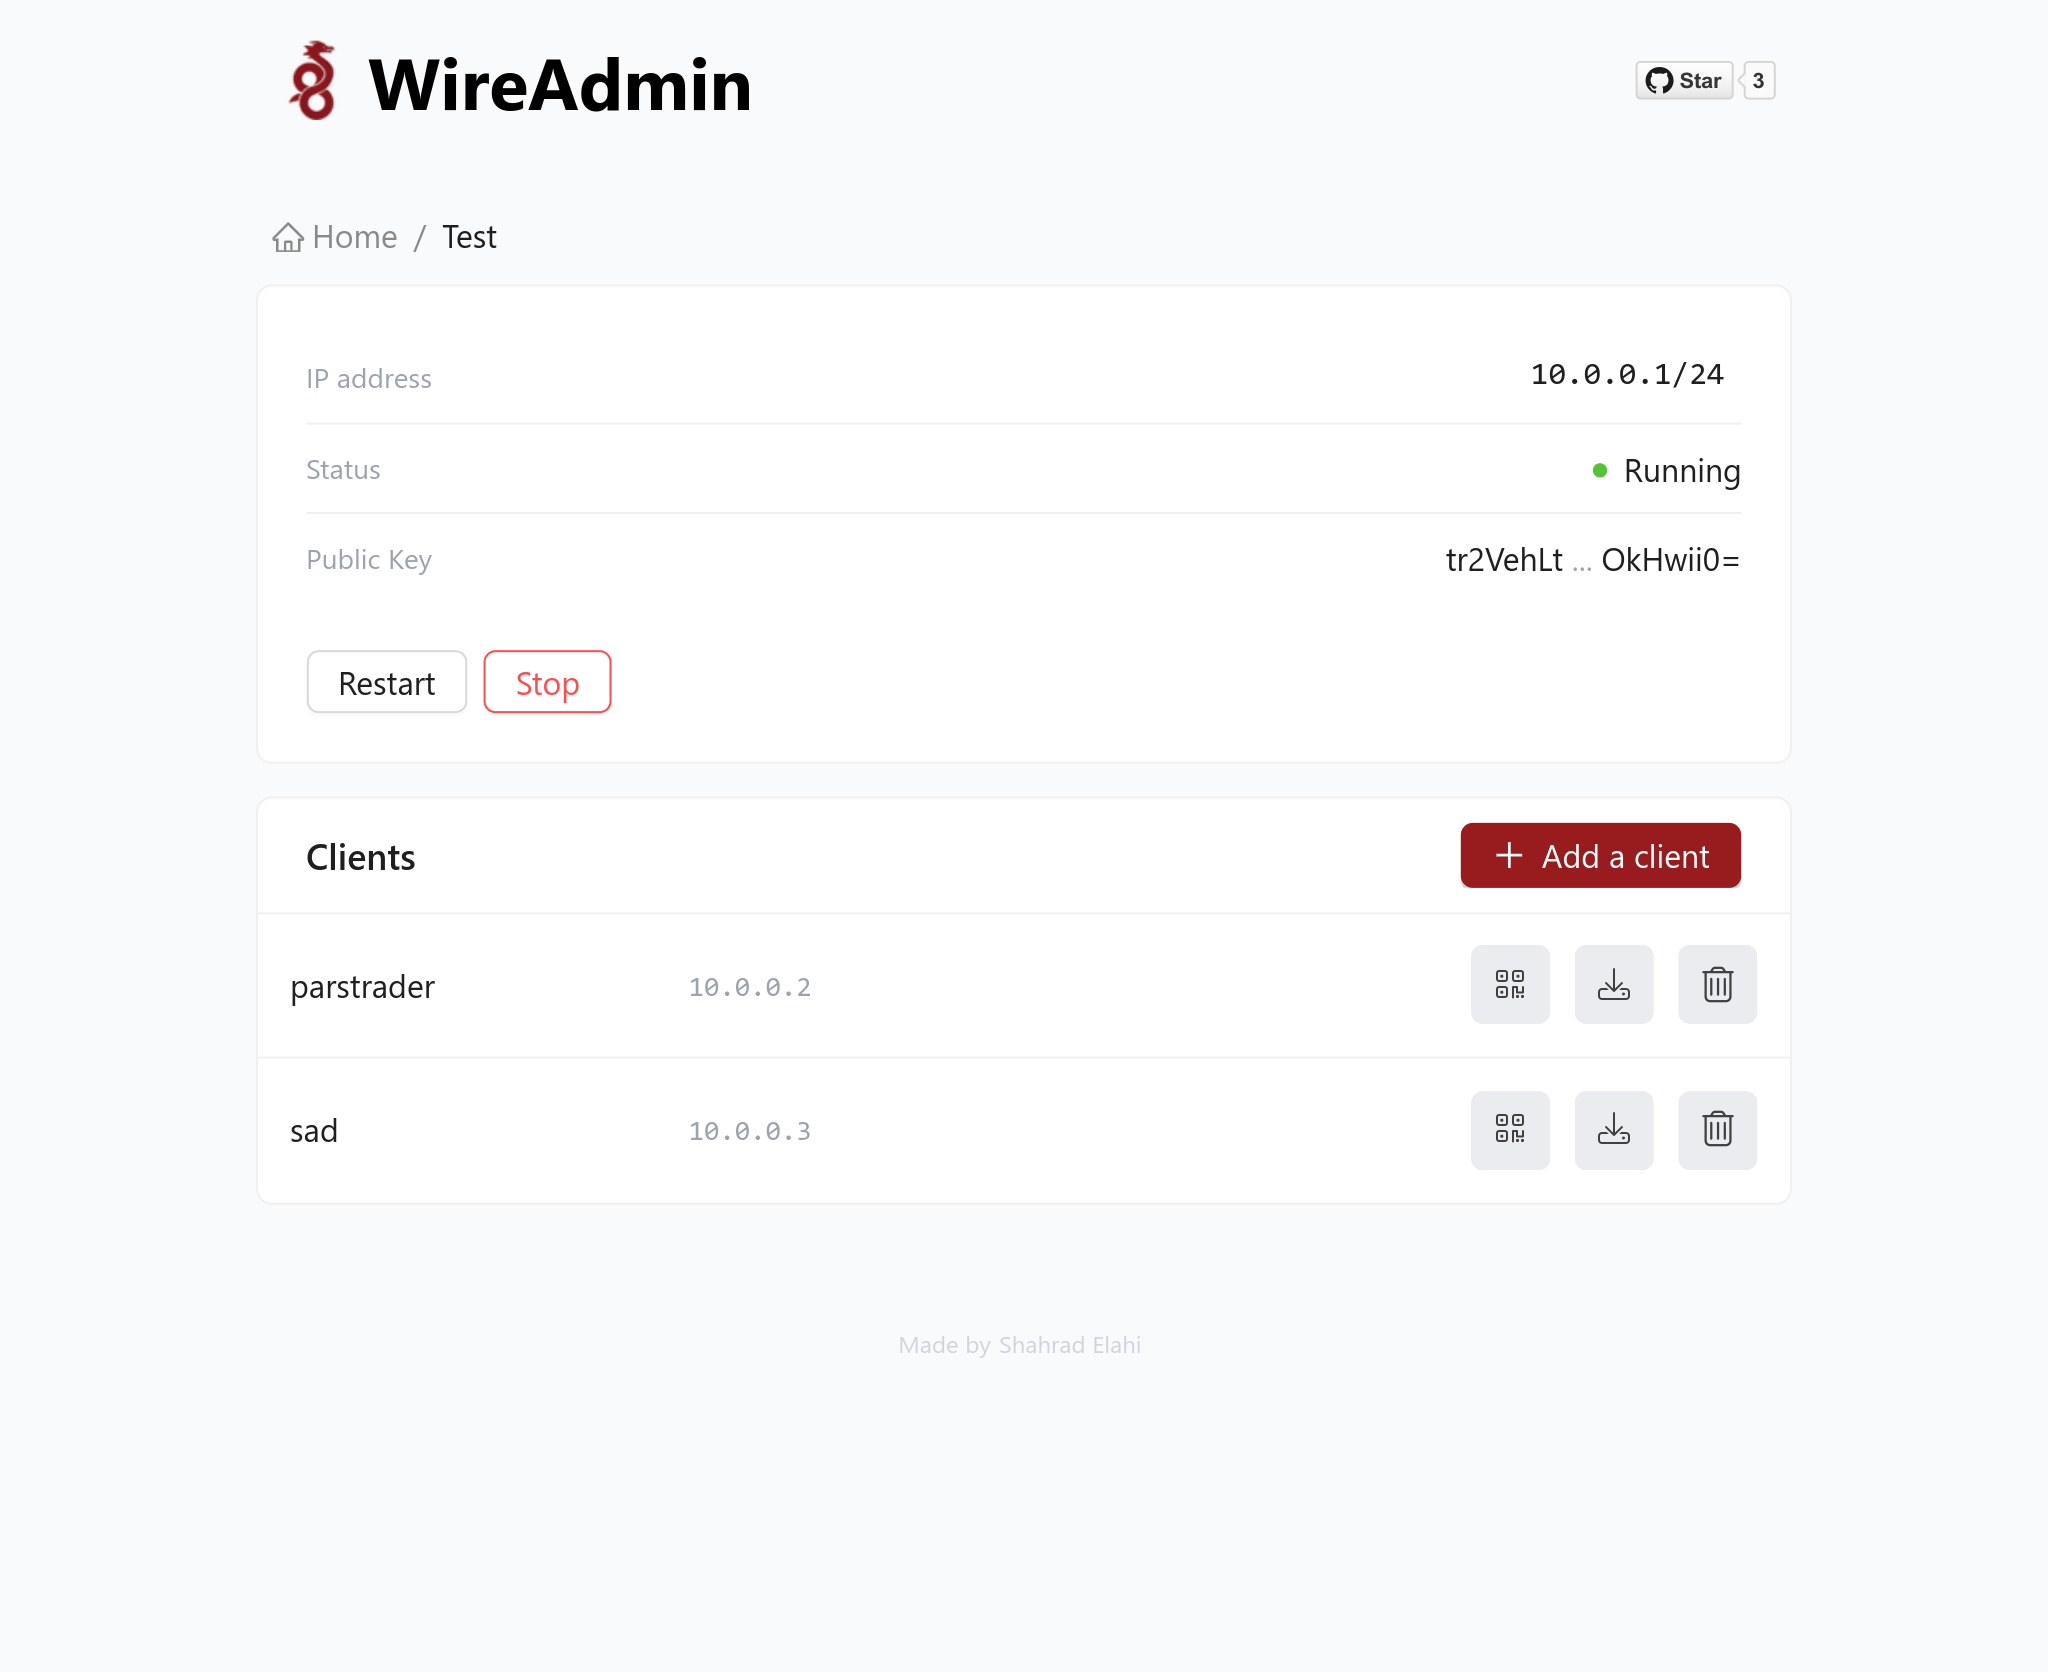 WireAdmin
Star 3
Home / Test
IP address 10.0.0.1/24
Status Running
Public Key tr2VehLt ... OkHwii0=
Restart Stop
Clients + Add a client
parstrader 10.0.0.2
sad 10.0.0.3
Made by Shahrad Elahi